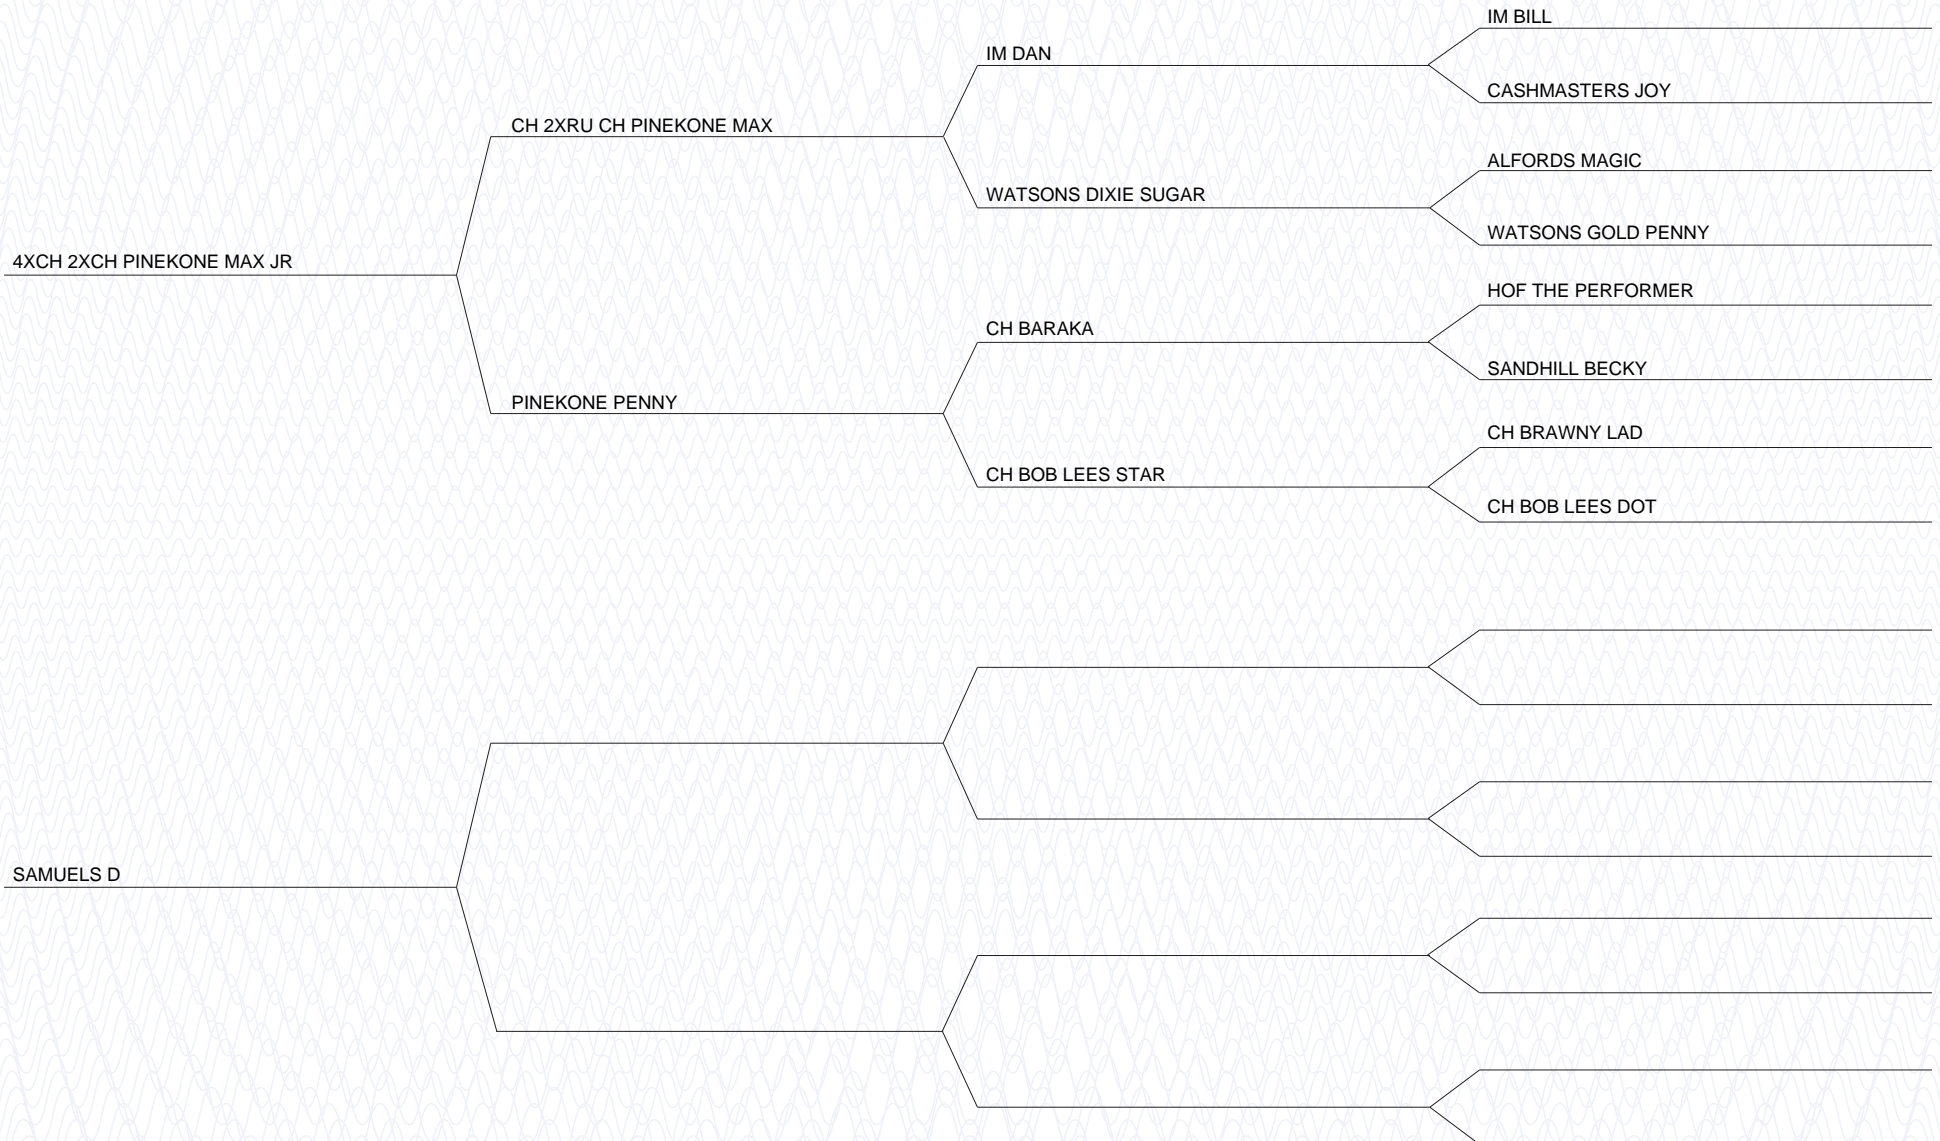 IM BILL
IM DAN
CASHMASTERS JOY
CH 2XRU CH PINEKONE MAX
ALFORDS MAGIC
WATSONS DIXIE SUGAR
WATSONS GOLD PENNY
4XCH 2XCH PINEKONE MAX JR
HOF THE PERFORMER
CH BARAKA
SANDHILL BECKY
PINEKONE PENNY
CH BRAWNY LAD
CH BOB LEES STAR
CH BOB LEES DOT
SAMUELS D